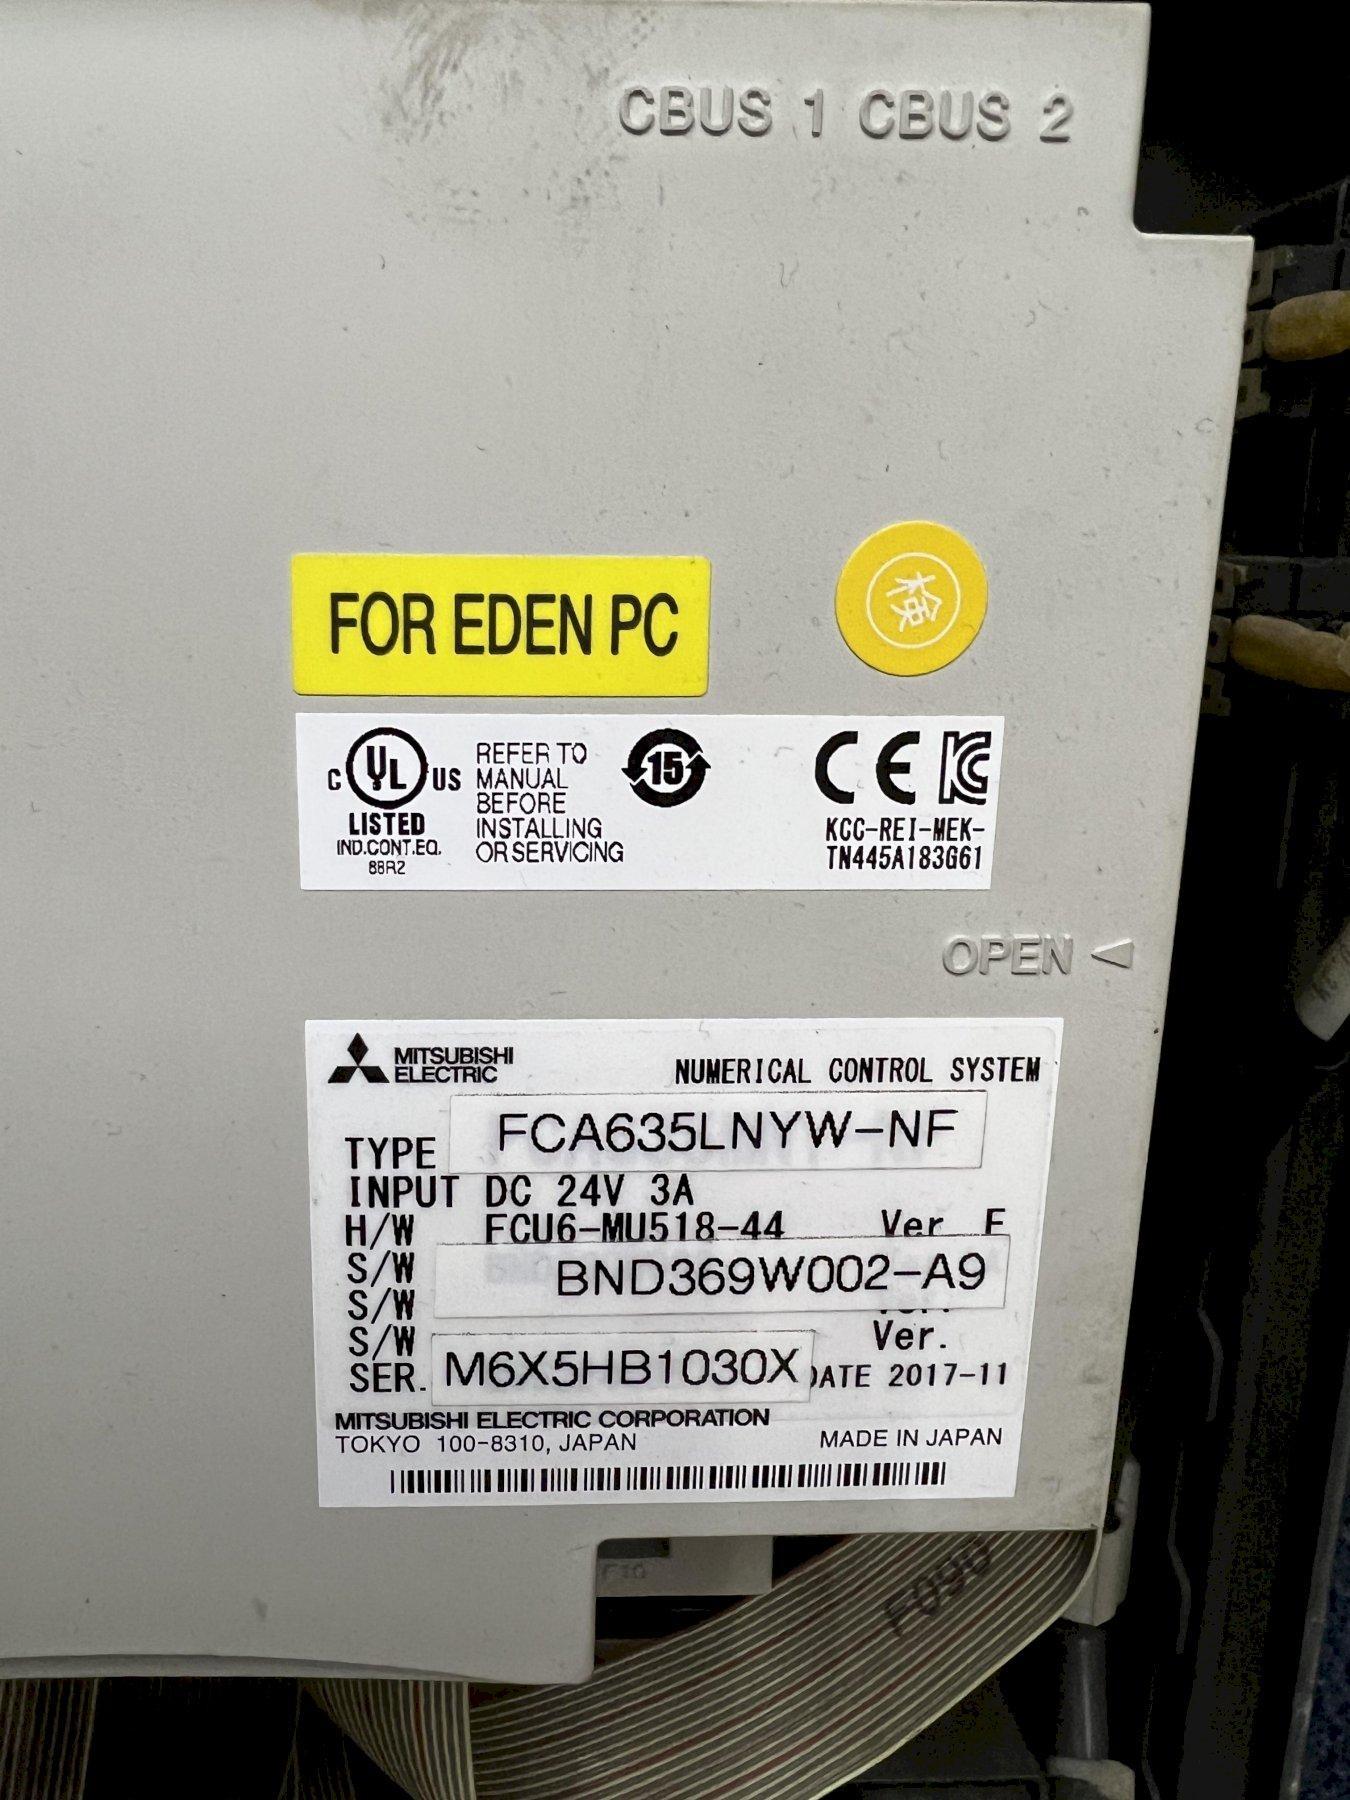 CBUS 1 CBUS 2
FOR EDEN PC
検
C UL US
LISTED
IND.CONT.EQ.
88R2
REFER TO
MANUAL
BEFORE
INSTALLING
OR SERVICING
15
CE KC
KCC-REI-MEK-
TN445A183G61
OPEN
MITSUBISHI
ELECTRIC
NUMERICAL CONTROL SYSTEM
TYPE FCA635LNYW-NF
INPUT DC 24V 3A
H/W FCU6-MU518-44 Ver
S/W BND369W002-A9
S/W
S/W Ver.
SER. M6X5HB1030X DATE 2017-11
MITSUBISHI ELECTRIC CORPORATION
TOKYO 100-8310, JAPAN MADE IN JAPAN
F090